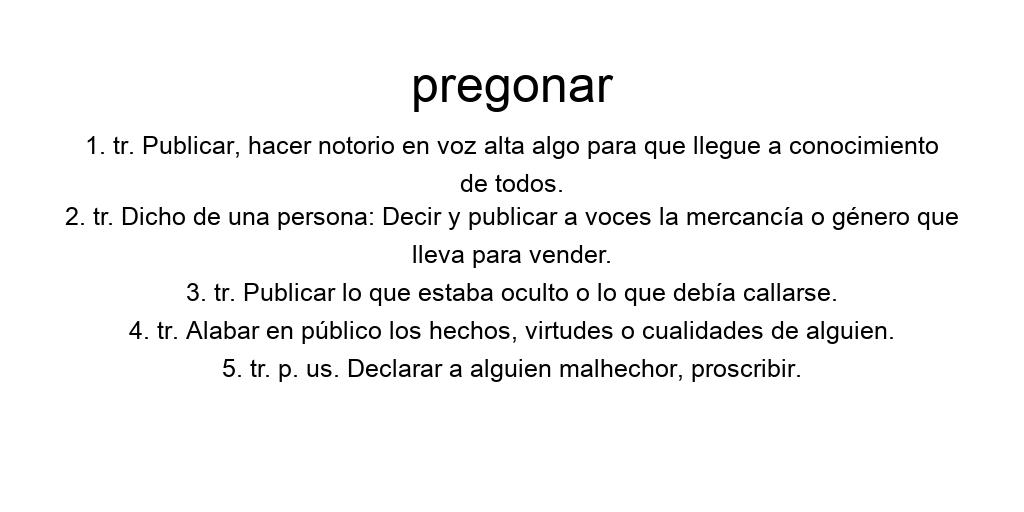 pregonar
1. tr. Publicar, hacer notorio en voz alta algo para que llegue a conocimiento
de todos.
2. tr. Dicho de una persona: Decir y publicar a voces la mercancía o género que
lleva para vender.
3. tr. Publicar lo que estaba oculto o lo que debía callarse.
4. tr. Alabar en público los hechos, virtudes o cualidades de alguien.
5. tr. p. us. Declarar a alguien malhechor, proscribir.